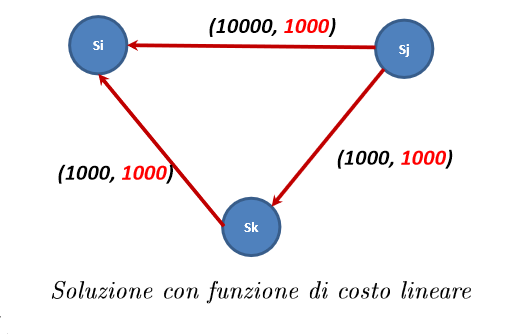 (10000, 1000)
Si
Sj
(1000, 1000)
(1000, 1000)
Sk
Soluzione con funzione di costo lineare